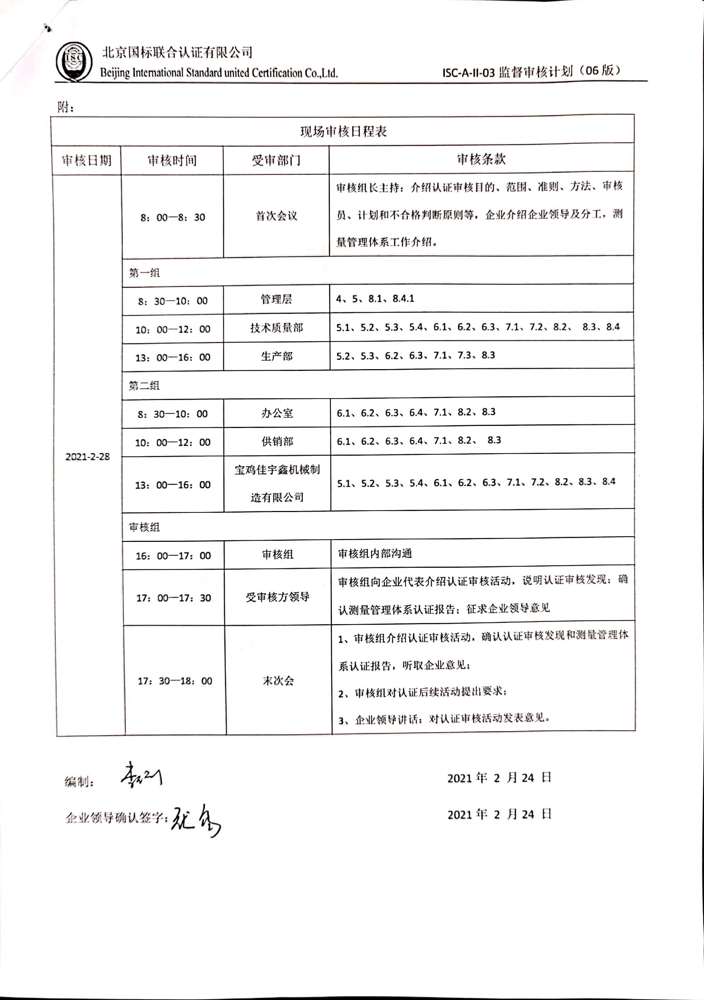 ISC
北京国标联合认证有限公司
Beijing International Standard united Certification Co.,Ltd.
ISC-A-II-03 监督审核计划（06 版）
附：
现场审核日程表
审核日期 审核时间 受审部门 审核条款
2021-2-28
8：00—8：30 首次会议
审核组长主持：介绍认证审核目的、范围、准则、方法、审核
员、计划和不合格判断原则等，企业介绍企业领导及分工，测
量管理体系工作介绍。
第一组
8：30—10：00 管理层 4、5、8.1、8.4.1
10：00—12：00 技术质量部 5.1、5.2、5.3、5.4、6.1、6.2、6.3、7.1、7.2、8.2、 8.3、8.4
13：00—16：00 生产部 5.2、5.3、6.2、6.3、7.1、7.3、8.3
第二组
8：30—10：00 办公室 6.1、6.2、6.3、6.4、7.1、8.2、8.3
10：00—12：00 供销部 6.1、6.2、6.3、6.4、7.1、8.2、 8.3
13：00—16：00
宝鸡佳宇鑫机械制
造有限公司
5.1、5.2、5.3、5.4、6.1、6.2、6.3、7.1、7.2、8.2、8.3、8.4
审核组
16：00—17：00 审核组 审核组内部沟通
17：00—17：30 受审核方领导
审核组向企业代表介绍认证审核活动，说明认证审核发现；确
认测量管理体系认证报告；征求企业领导意见
17：30—18：00 末次会
1、审核组介绍认证审核活动，确认认证审核发现和测量管理体
系认证报告，听取企业意见；
2、审核组对认证后续活动提出要求；
3、企业领导讲话：对认证审核活动发表意见。
编制： 2021 年 2 月 24 日
企业领导确认签字： 2021 年 2 月 24 日